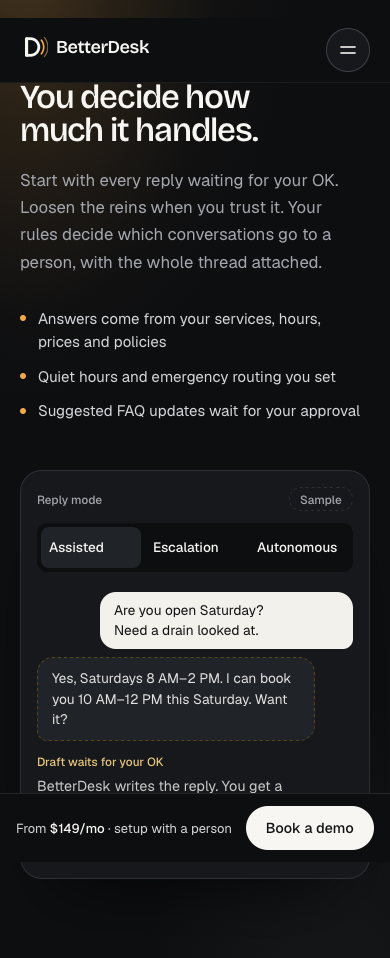 BetterDesk
You decide how
much it handles.
Start with every reply waiting for your OK.
Loosen the reins when you trust it. Your
rules decide which conversations go to a
person, with the whole thread attached.
Answers come from your services, hours,
prices and policies
Quiet hours and emergency routing you set
Suggested FAQ updates wait for your approval
Reply mode
Sample
Assisted
Escalation
Autonomous
Are you open Saturday?
Need a drain looked at.
Yes, Saturdays 8 AM–2 PM. I can book
you 10 AM–12 PM this Saturday. Want
it?
Draft waits for your OK
BetterDesk writes the reply. You get a
From $149/mo · setup with a person
Book a demo